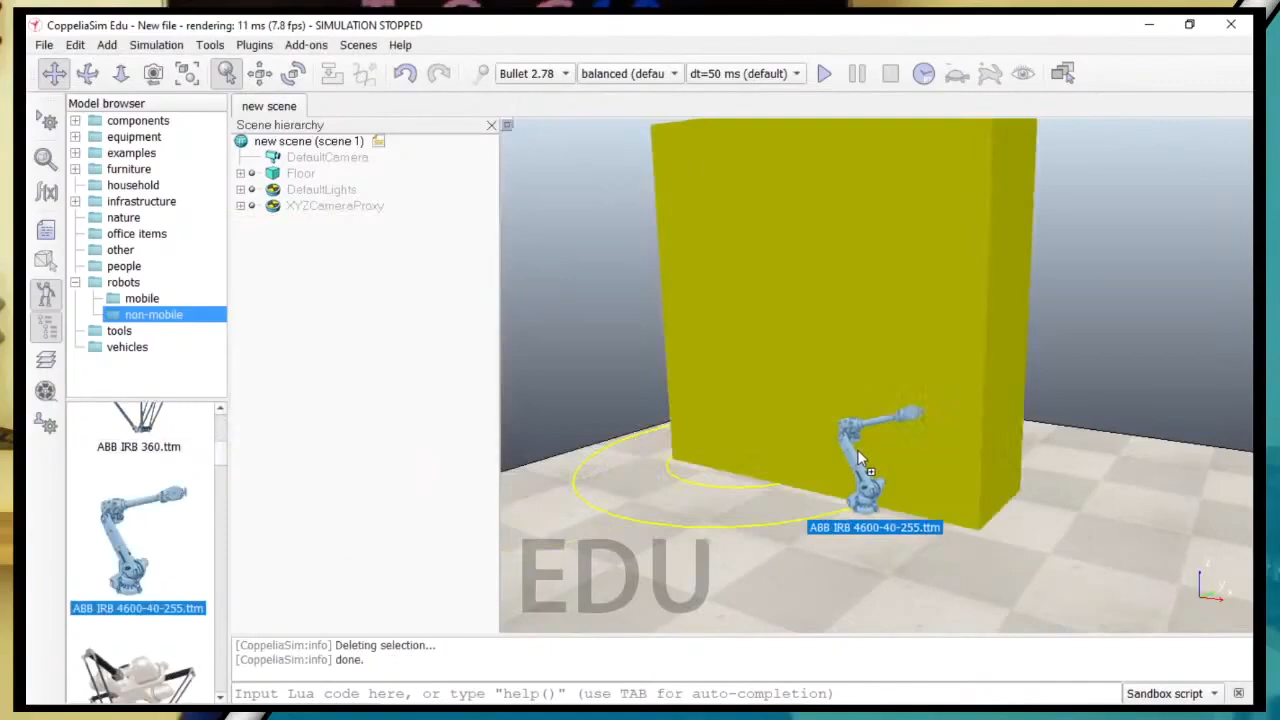 CoppeliaSim Edu - New file - rendering: 11 ms (7.8 fps) - SIMULATION STOPPED
File Edit Add Simulation Tools Plugins Add-ons Scenes Help
Bullet 2.78 balanced (defau dt=50 ms (default)
Model browser
components
equipment
examples
furniture
household
infrastructure
nature
office items
other
people
robots
mobile
non-mobile
tools
vehicles
ABB IRB 360.ttm
ABB IRB 4600-40-255.ttm
new scene
Scene hierarchy
new scene (scene 1)
DefaultCamera
Floor
DefaultLights
XYZCameraProxy
ABB IRB 4600-40-255.ttm
EDU
[CoppeliaSim:info] Deleting selection...
[CoppeliaSim:info] done.
Input Lua code here, or type "help()" (use TAB for auto-completion)
Sandbox script